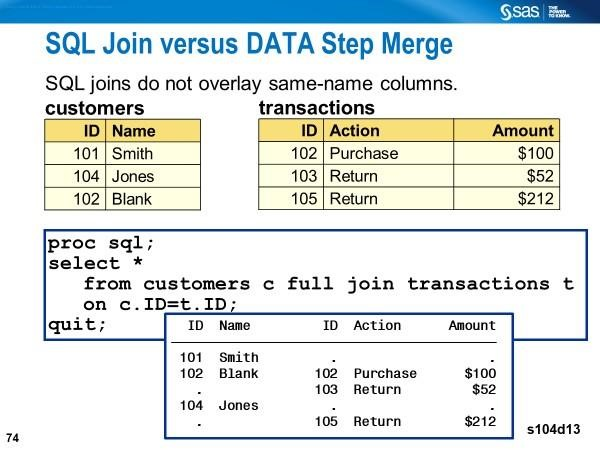 sas THE POWER TO KNOW.
SQL Join versus DATA Step Merge
SQL joins do not overlay same-name columns.
customers
ID Name
101 Smith
104 Jones
102 Blank
transactions
ID Action Amount
102 Purchase $100
103 Return $52
105 Return $212
proc sql;
select *
from customers c full join transactions t
on c.ID=t.ID;
quit;
ID Name ID Action Amount
101 Smith . .
102 Blank 102 Purchase $100
. 103 Return $52
104 Jones . .
. 105 Return $212
s104d13
74